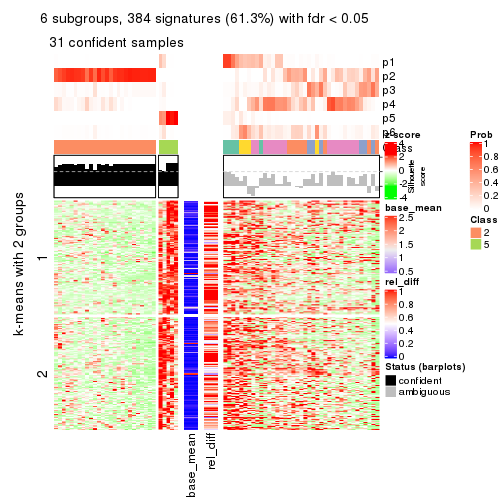 6 subgroups, 384 signatures (61.3%) with fdr < 0.05
31 confident samples
p1
p2
p3
p4
p5
p6
Class
k-means with 2 groups
1
2
base_mean
rel_diff
z-score
4
2
0
-2
-4
Silhouette
score
base_mean
2.5
2
1.5
1
0.5
rel_diff
1
0.8
0.6
0.4
0.2
0
Status (barplots)
confident
ambiguous
Prob
1
0.8
0.6
0.4
0.2
0
Class
2
5